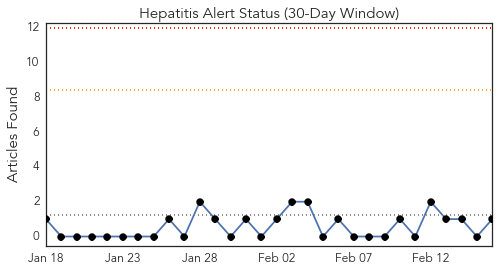 Hepatitis Alert Status (30-Day Window)
Articles Found
12
10
8
6
4
2
0
Jan 18 Jan 23 Jan 28 Feb 02 Feb 07 Feb 12